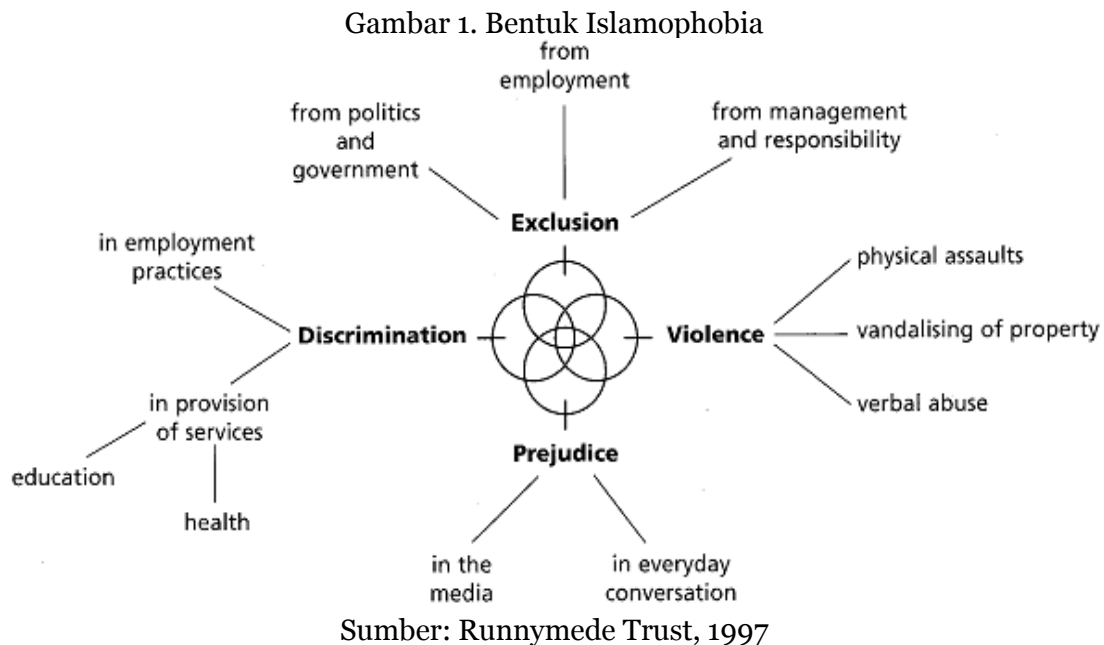 Gambar 1. Bentuk Islamophobia
from
employment
from politics
and
government
from management
and responsibility
Exclusion
in employment
practices
physical assaults
Discrimination
Violence
vandalising of property
in provision
of services
verbal abuse
education
health
Prejudice
in the
media
in everyday
conversation
Sumber: Runnymede Trust, 1997